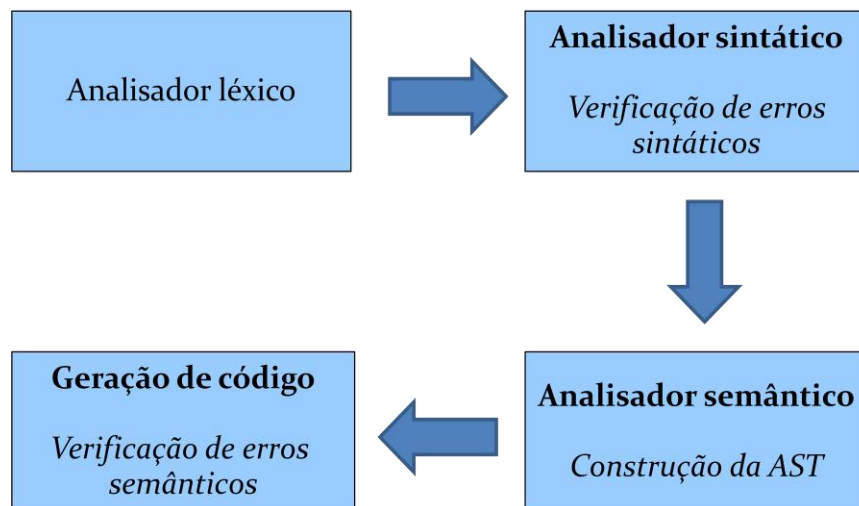 Analisador léxico
Analisador sintático
Verificação de erros
sintáticos
Geração de código
Verificação de erros
semânticos
Analisador semântico
Construção da AST